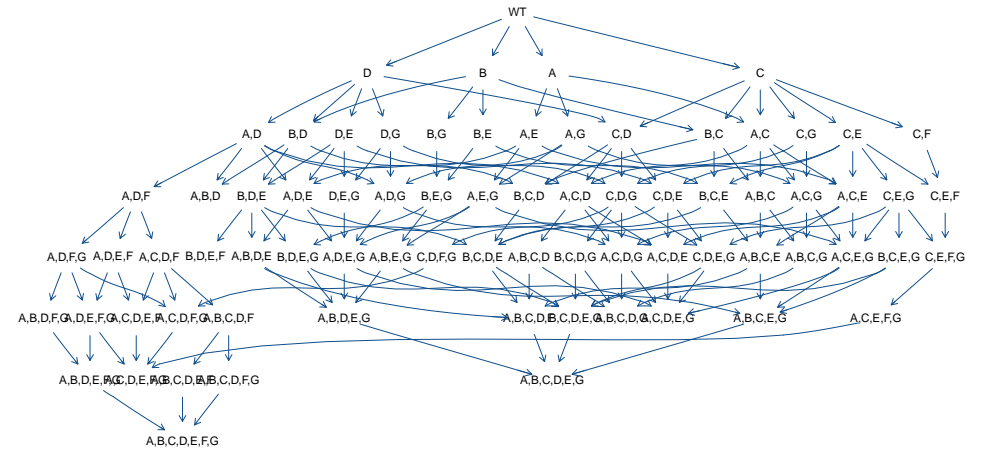 WT
D B A C
A,D B,D D,E D,G B,G B,E A,E A,G C,D B,C A,C C,G C,E C,F
A,D,F A,B,D B,D,E A,D,E D,E,G A,D,G B,E,G A,E,G B,C,D A,C,D C,D,G C,D,E B,C,E A,B,C A,C,G A,C,E C,E,G C,E,F
A,D,F,G A,D,E,F A,C,D,F B,D,E,F A,B,D,E B,D,E,G A,D,E,G A,B,E,G C,D,F,G B,C,D,E A,B,C,D B,C,D,G A,C,D,G A,C,D,E C,D,E,G A,B,C,E A,B,C,G A,C,E,G B,C,E,G C,E,F,G
A,B,D,F,G A,D,E,F,G A,C,D,E,F A,C,D,F,G A,B,C,D,F A,B,D,E,G A,B,C,D,E B,C,D,E,G A,B,C,D,G A,C,D,E,G A,B,C,E,G A,C,E,F,G
A,B,D,E,F,G A,C,D,E,F,G A,B,C,D,E,F A,B,C,D,F,G A,B,C,D,E,G
A,B,C,D,E,F,G